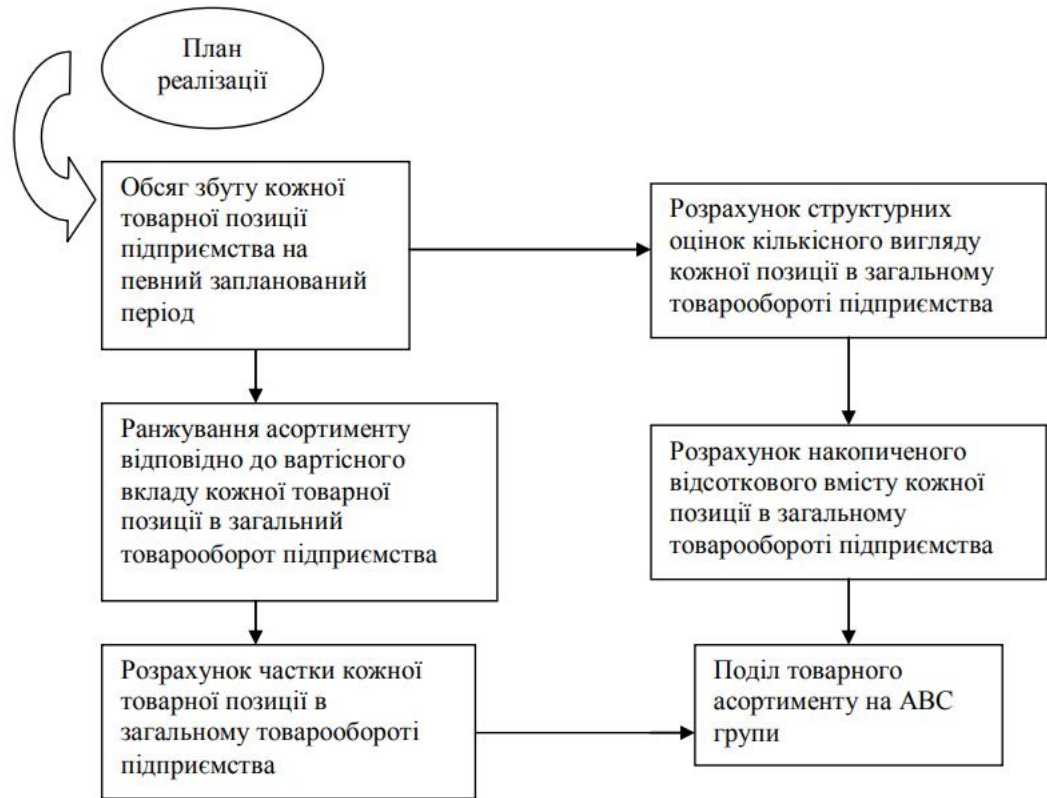 План
реалізації
Обсяг збуту кожної
товарної позиції
підприємства на
певний запланований
період
Розрахунок структурних
оцінок кількісного вигляду
кожної позиції в загальному
товарообороті підприємства
Ранжування асортименту
відповідно до вартісного
вкладу кожної товарної
позиції в загальний
товарооборот підприємства
Розрахунок накопиченого
відсоткового вмісту кожної
позиції в загальному
товарообороті підприємства
Розрахунок частки кожної
товарної позиції в
загальному товарообороті
підприємства
Поділ товарного
асортименту на АВС
групи